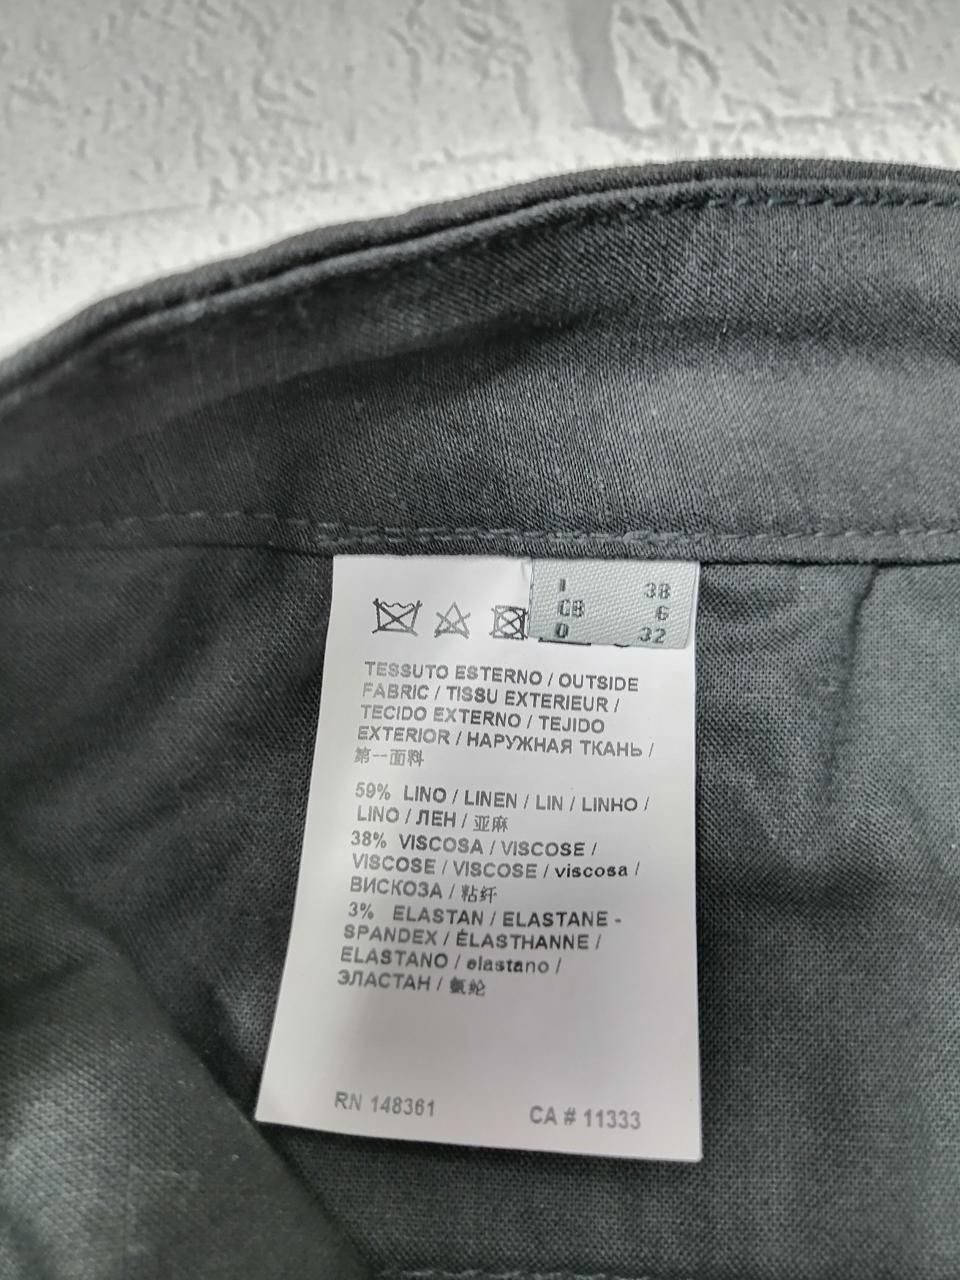 I 38
GB 6
D 32
TESSUTO ESTERNO / OUTSIDE
FABRIC / TISSU EXTERIEUR /
TECIDO EXTERNO / TEJIDO
EXTERIOR / НАРУЖНАЯ ТКАНЬ /
第一面料
59% LINO / LINEN / LIN / LINHO /
LINO / ЛЕН / 亚麻
38% VISCOSA / VISCOSE /
VISCOSE / VISCOSE / viscosa /
ВИСКОЗА / 粘纤
3% ELASTAN / ELASTANE -
SPANDEX / ÉLASTHANNE /
ELASTANO / elastano /
ЭЛАСТАН / 氨纶
RN 148361 CA # 11333